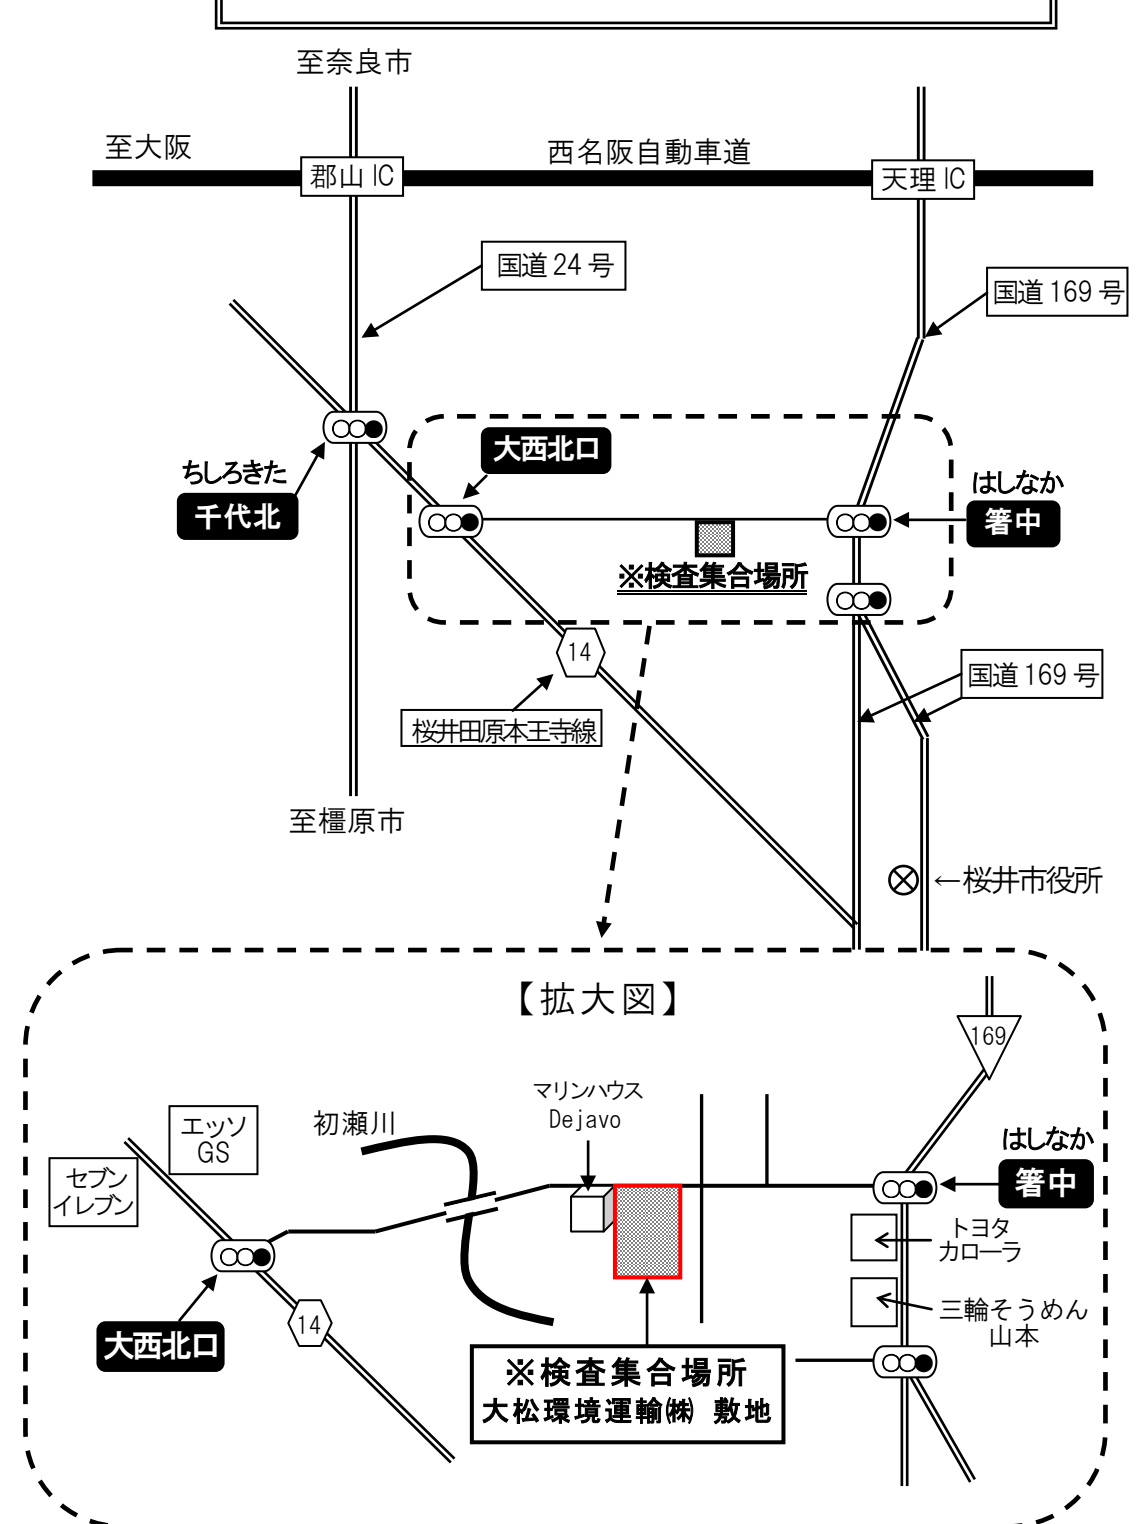 至奈良市
至大阪
西名阪自動車道
郡山 IC
天理 IC
国道 24 号
国道 169 号
大西北口
ちしろきた
千代北
はしなか
箸中
※検査集合場所
14
国道 169 号
桜井田原本王寺線
至橿原市
←桜井市役所
【拡大図】
169
マリンハウス
Dejavo
エッソ
GS
初瀬川
はしなか
箸中
セブン
イレブン
トヨタ
カローラ
三輪そうめん
山本
14
大西北口
※検査集合場所
大松環境運輸㈱ 敷地